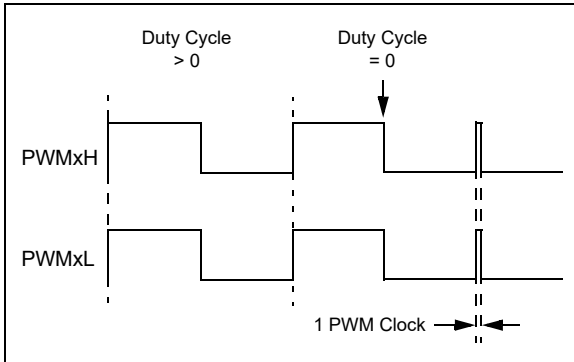 Duty Cycle
> 0
Duty Cycle
= 0
PWMxH
PWMxL
1 PWM Clock